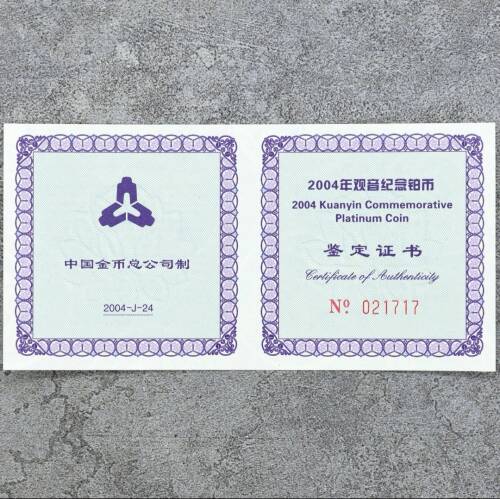 中国金币总公司制
2004-J-24
2004年观音纪念铂币
2004 Kuanyin Commemorative
Platinum Coin
鉴定证书
Certificate of Authenticity
Nº 021717